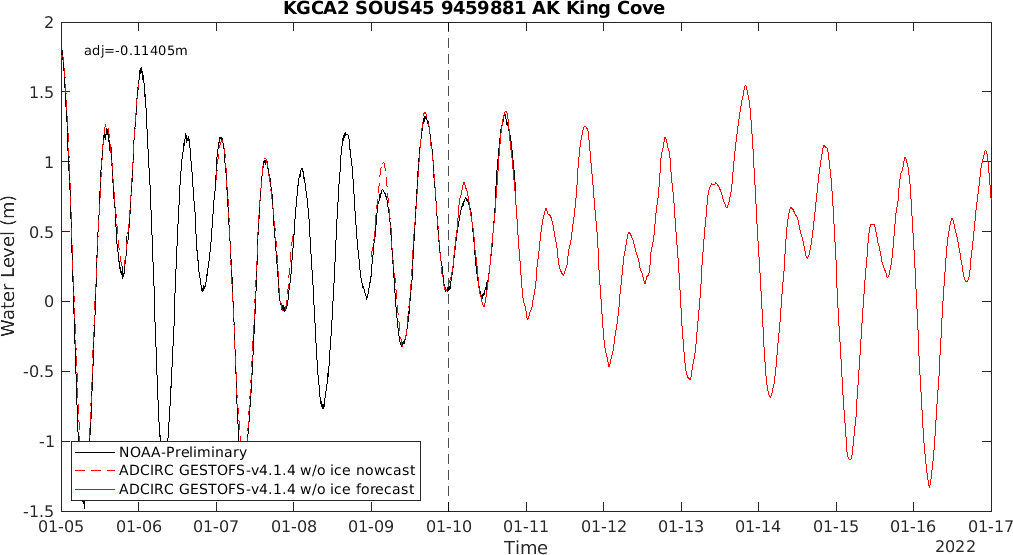 KGCA2 SOUS45 9459881 AK King Cove
adj=-0.11405m
Water Level (m)
2
1.5
1
0.5
0
-0.5
-1
-1.5
NOAA-Preliminary
ADCIRC GESTOFS-v4.1.4 w/o ice nowcast
ADCIRC GESTOFS-v4.1.4 w/o ice forecast
01-05 01-06 01-07 01-08 01-09 01-10 01-11 01-12 01-13 01-14 01-15 01-16 01-17
Time
2022